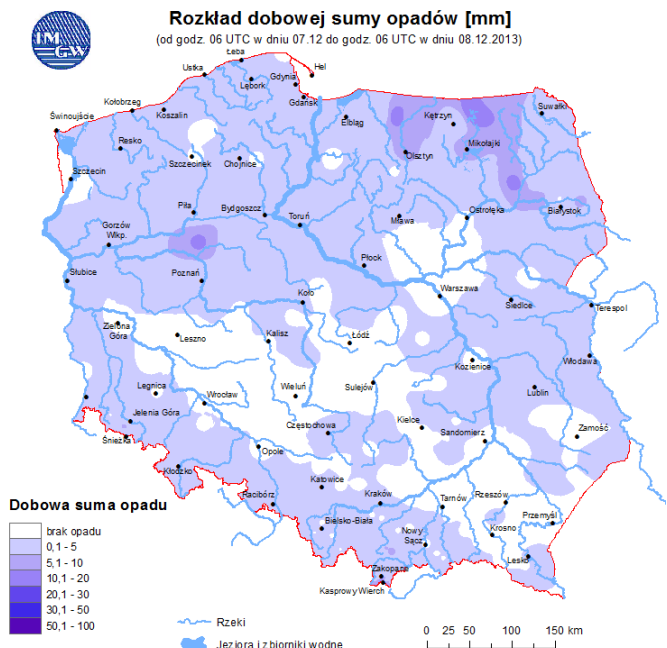 IM
GW
Rozkład dobowej sumy opadów [mm]
(od godz. 06 UTC w dniu 07.12 do godz. 06 UTC w dniu 08.12.2013)
Łeba
Hel
Ustka
Gdynia
Lębork
Gdańsk
Kołobrzeg
Koszalin
Świnoujście
Elbląg
Kętrzyn
Suwałki
Resko
Szczecinek
Chojnice
Olsztyn
Mikołajki
Szczecin
Piła
Bydgoszcz
Toruń
Mława
Ostrołęka
Białystok
Gorzów
Wlkp.
Płock
Słubice
Poznań
Koło
Warszawa
Siedlce
Terespol
Zielona
Góra
Leszno
Kalisz
Łódź
Kozienice
Włodawa
Legnica
Wrocław
Wieluń
Sulejów
Lublin
Jelenia Góra
Częstochowa
Kielce
Sandomierz
Zamość
Śnieżka
Opole
Kłodzko
Katowice
Racibórz
Kraków
Tarnów
Rzeszów
Przemyśl
Bielsko-Biała
Nowy
Sącz
Krosno
Lesko
Zakopane
Kasprowy Wierch
Dobowa suma opadu
brak opadu
0,1 - 5
5,1 - 10
10,1 - 20
20,1 - 30
30,1 - 50
50,1 - 100
Rzeki
Jeziora i zbiorniki wodne
0 25 50 100 150 km